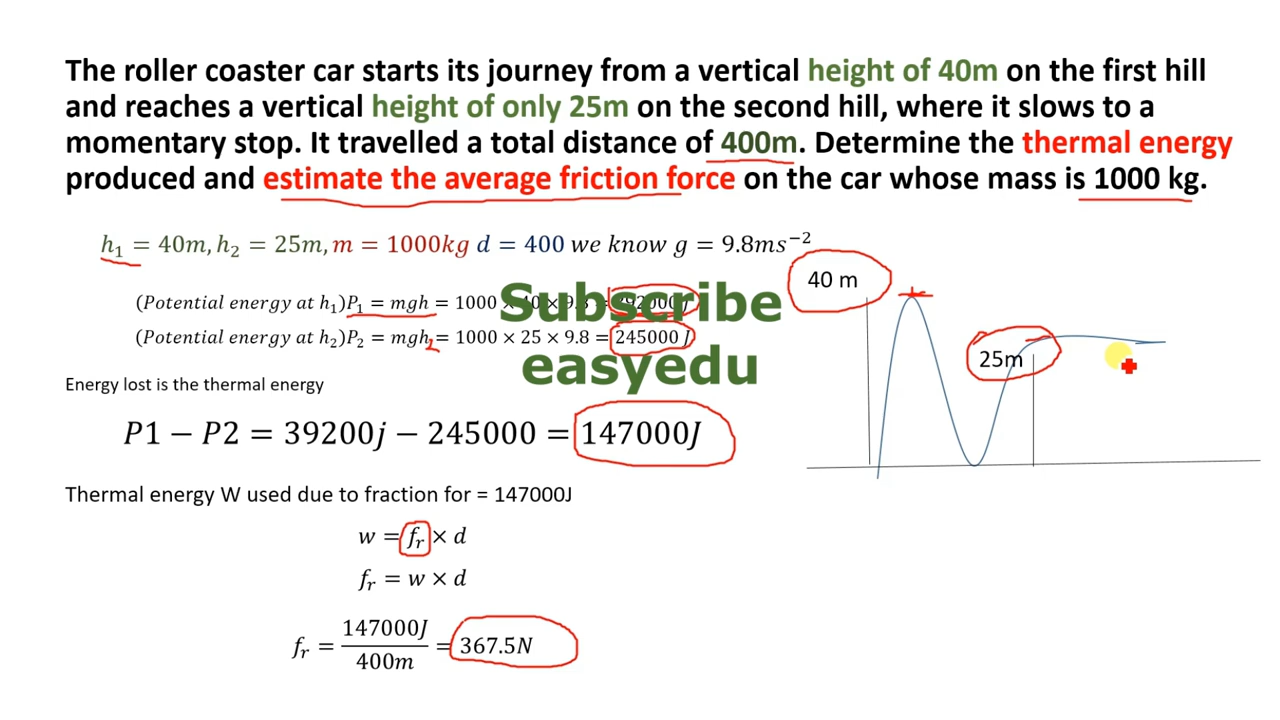 The roller coaster car starts its journey from a vertical height of 40m on the first hill
and reaches a vertical height of only 25m on the second hill, where it slows to a
momentary stop. It travelled a total distance of 400m. Determine the thermal energy
produced and estimate the average friction force on the car whose mass is 1000 kg.
h₁ = 40m, h₂ = 25m, m = 1000kg d = 400 we know g = 9.8ms⁻²
40 m
(Potential energy at h₁)P₁ = mgh = 1000 × 40 × 9.8 = 392000 J
Subscribe
(Potential energy at h₂)P₂ = mgh₂ = 1000 × 25 × 9.8 = 245000 J
25m
easyedu
Energy lost is the thermal energy
P1 − P2 = 39200j − 245000 = 147000J
Thermal energy W used due to fraction for = 147000J
w = fᵣ × d
fᵣ = w × d
fᵣ = 147000J / 400m = 367.5N